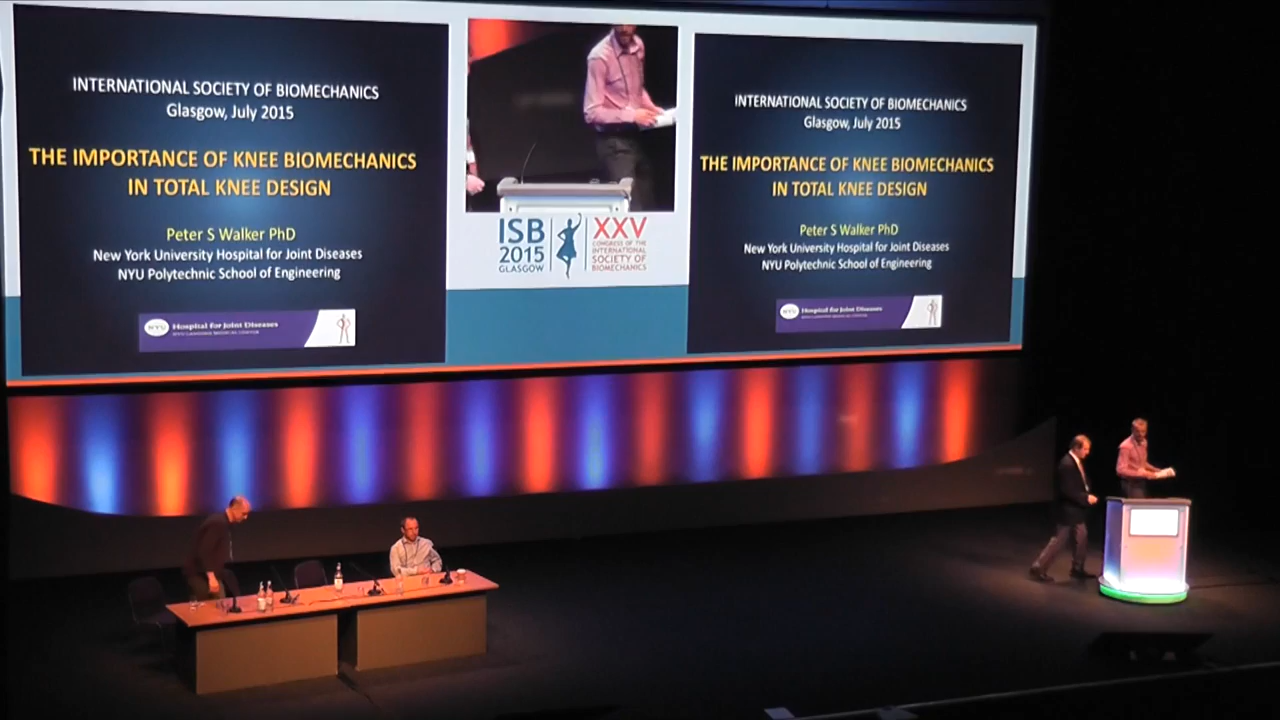 INTERNATIONAL SOCIETY OF BIOMECHANICS
Glasgow, July 2015
THE IMPORTANCE OF KNEE BIOMECHANICS
IN TOTAL KNEE DESIGN
Peter S Walker PhD
New York University Hospital for Joint Diseases
NYU Polytechnic School of Engineering
NYU Hospital for Joint Diseases
ISB
2015
GLASGOW
XXV
CONGRESS OF THE
INTERNATIONAL
SOCIETY OF
BIOMECHANICS
INTERNATIONAL SOCIETY OF BIOMECHANICS
Glasgow, July 2015
THE IMPORTANCE OF KNEE BIOMECHANICS
IN TOTAL KNEE DESIGN
Peter S Walker PhD
New York University Hospital for Joint Diseases
NYU Polytechnic School of Engineering
NYU Hospital for Joint Diseases